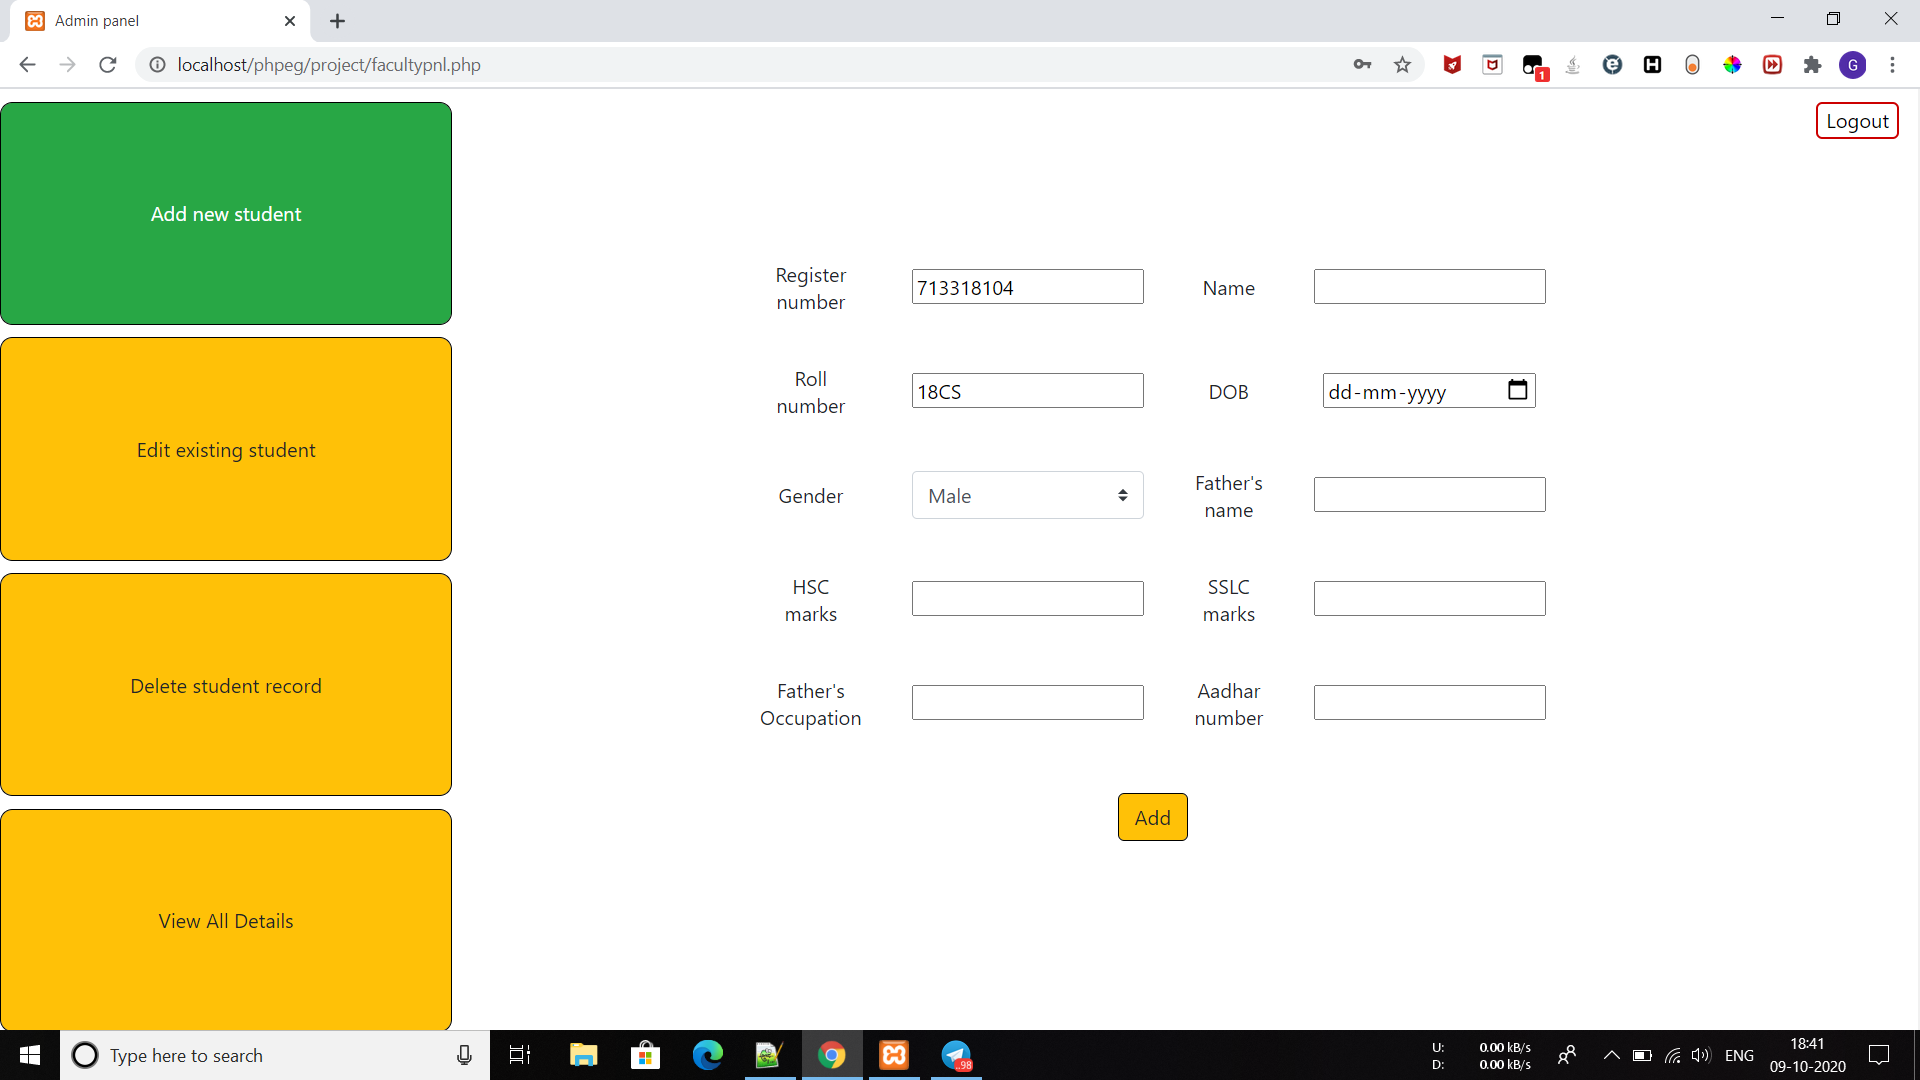 Admin panel
localhost/phpeg/project/facultypnl.php
1
G
Logout
Add new student
Edit existing student
Delete student record
View All Details
Register
number
713318104
Name
Roll
number
18CS
DOB
dd-mm-yyyy
Gender
Male
Father's
name
HSC
marks
SSLC
marks
Father's
Occupation
Aadhar
number
Add
Type here to search
98
U: 0.00 kB/s
D: 0.00 kB/s
ENG
18:41
09-10-2020